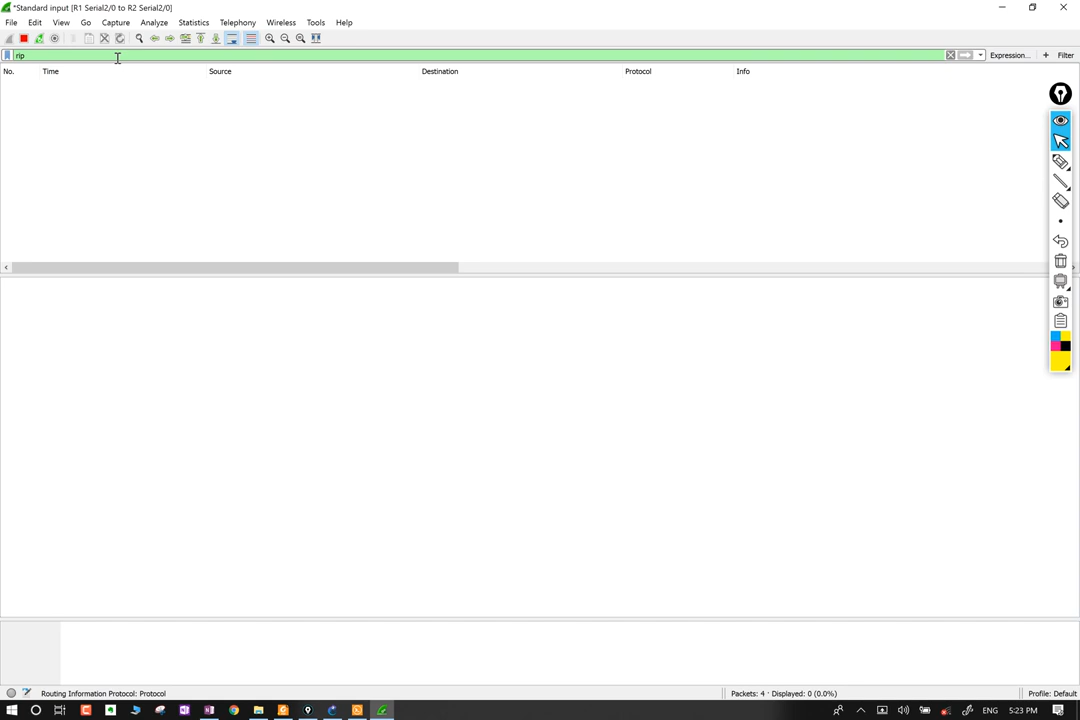 *Standard input [R1 Serial2/0 to R2 Serial2/0]
File Edit View Go Capture Analyze Statistics Telephony Wireless Tools Help
rip Expression... + Filter
No. Time Source Destination Protocol Info
Routing Information Protocol: Protocol Packets: 4 · Displayed: 0 (0.0%) Profile: Default
ENG 5:23 PM